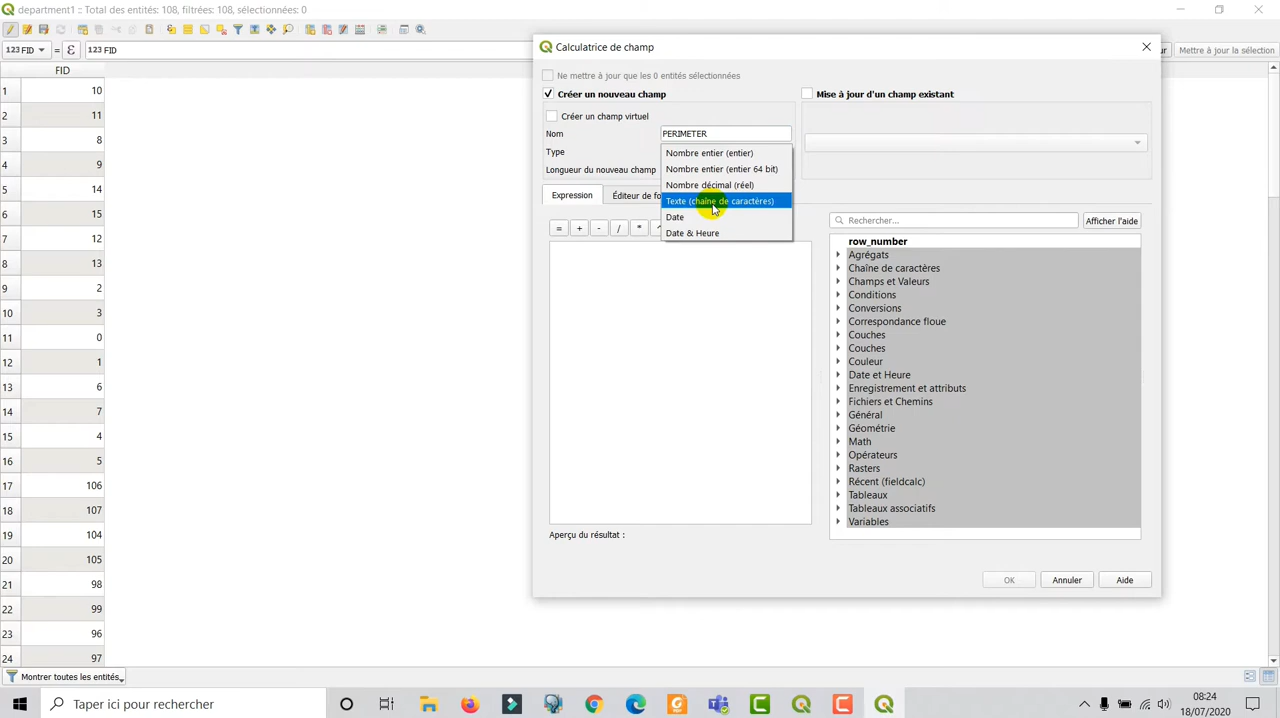 department1 :: Total des entités: 108, filtrées: 108, sélectionnées: 0
123 FID = ε 123 FID
Mettre à jour la sélection
FID
1 10
2 11
3 8
4 9
5 14
6 15
7 12
8 13
9 2
10 3
11 0
12 1
13 6
14 7
15 4
16 5
17 106
18 107
19 104
20 105
21 98
22 99
23 96
24 97
Montrer toutes les entités
Calculatrice de champ
Ne mettre à jour que les 0 entités sélectionnées
Créer un nouveau champ
Créer un champ virtuel
Nom PERIMETER
Type
Longueur du nouveau champ
Nombre entier (entier)
Nombre entier (entier 64 bit)
Nombre décimal (réel)
Texte (chaîne de caractères)
Date
Date & Heure
Mise à jour d'un champ existant
Expression
Éditeur de fo
= + - / *
Rechercher...
Afficher l'aide
row_number
Agrégats
Chaîne de caractères
Champs et Valeurs
Conditions
Conversions
Correspondance floue
Couches
Couches
Couleur
Date et Heure
Enregistrement et attributs
Fichiers et Chemins
Général
Géométrie
Math
Opérateurs
Rasters
Récent (fieldcalc)
Tableaux
Tableaux associatifs
Variables
Aperçu du résultat :
OK
Annuler
Aide
Taper ici pour rechercher
08:24
18/07/2020